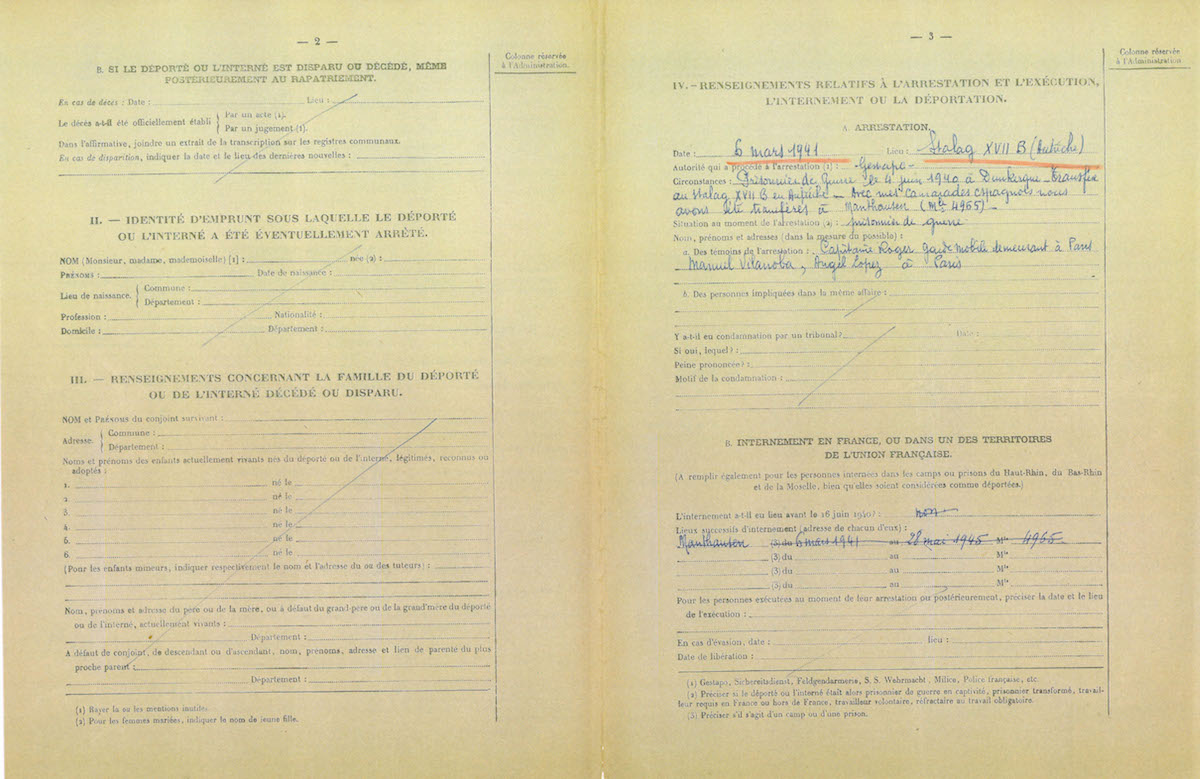 — 2 —
Colonne réservée
à l'Administration.
B. SI LE DÉPORTÉ OU L'INTERNÉ EST DISPARU OU DÉCÉDÉ, MÊME
POSTÉRIEUREMENT AU RAPATRIEMENT.
En cas de décès : Date : Lieu :
Le décès a-t-il été officiellement établi { Par un acte (1).
Par un jugement (1).
Dans l'affirmative, joindre un extrait de la transcription sur les registres communaux.
En cas de disparition, indiquer la date et le lieu des dernières nouvelles :
II. — IDENTITÉ D'EMPRUNT SOUS LAQUELLE LE DÉPORTÉ
OU L'INTERNÉ A ÉTÉ ÉVENTUELLEMENT ARRÊTÉ.
NOM (Monsieur, madame, mademoiselle) [1] : née (2) :
PRÉNOMS : Date de naissance :
Lieu de naissance. { Commune :
Département :
Profession : Nationalité :
Domicile : Département :
III. — RENSEIGNEMENTS CONCERNANT LA FAMILLE DU DÉPORTÉ
OU DE L'INTERNÉ DÉCÉDÉ OU DISPARU.
NOM et PRÉNOMS du conjoint survivant :
Adresse. { Commune :
Département :
Noms et prénoms des enfants actuellement vivants nés du déporté ou de l'interné, légitimés, reconnus ou
adoptés :
1. né le
2. né le
3. né le
4. né le
5. né le
6. né le
(Pour les enfants mineurs, indiquer respectivement le nom et l'adresse du ou des tuteurs) :
Nom, prénoms et adresse du père ou de la mère, ou à défaut du grand-père ou de la grand'mère du déporté
ou de l'interné, actuellement vivants :
Département :
A défaut de conjoint, de descendant ou d'ascendant, nom, prénoms, adresse et lien de parenté du plus
proche parent :
Département :
(1) Rayer la ou les mentions inutiles.
(2) Pour les femmes mariées, indiquer le nom de jeune fille.
— 3 —
Colonne réservée
à l'Administration
IV. — RENSEIGNEMENTS RELATIFS À L'ARRESTATION ET L'EXÉCUTION,
L'INTERNEMENT OU LA DÉPORTATION.
A. ARRESTATION.
Date : 6 mars 1941 Lieu : Stalag XVII B (Autriche)
Autorité qui a procédé à l'arrestation (1) : Gestapo
Circonstances : Prisonnier de Guerre le 4 juin 1940 à Dunkerque - transféré
au Stalag XVII B en Autriche - Avec mes camarades espagnols nous
avons été transférés à Manthausen (Mle 4965) -
Situation au moment de l'arrestation (2) : prisonnier de guerre
Noms, prénoms et adresses (dans la mesure du possible) :
a. Des témoins de l'arrestation : Capitaine Roger garde mobile demeurant à Paris
Manuel Vilanoba, Angel Lopez à Paris
b. Des personnes impliquées dans la même affaire :
Y a-t-il eu condamnation par un tribunal? Date :
Si oui, lequel? :
Peine prononcée? :
Motif de la condamnation :
B. INTERNEMENT EN FRANCE, OU DANS UN DES TERRITOIRES
DE L'UNION FRANÇAISE.
(A remplir également pour les personnes internées dans les camps ou prisons du Haut-Rhin, du Bas-Rhin
et de la Moselle, bien qu'elles soient considérées comme déportées.)
L'internement a-t-il eu lieu avant le 16 juin 1940? : non
Lieux successifs d'internement (adresse de chacun d'eux) :
Manthausen (3) du 6 mars 1941 au 28 mai 1945 Mle 4965
(3) du au Mle
(3) du au Mle
(3) du au Mle
Pour les personnes exécutées au moment de leur arrestation ou postérieurement, préciser la date et le lieu
de l'exécution :
En cas d'évasion, date : lieu :
Date de libération :
(1) Gestapo, Sichereitsdienst, Feldgendarmerie, S. S. Wehrmacht, Milice, Police française, etc.
(2) Préciser si le déporté ou l'interné était alors prisonnier de guerre en captivité, prisonnier transformé, travail-
leur requis en France ou hors de France, travailleur volontaire, réfractaire au travail obligatoire.
(3) Préciser s'il s'agit d'un camp ou d'une prison.